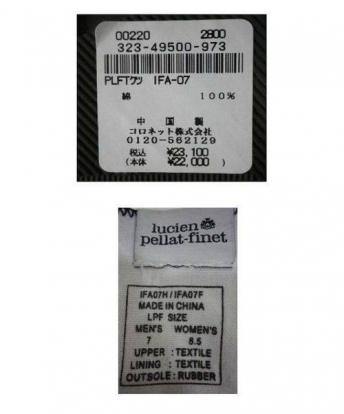 00220 2800
323-49500-973
PLFTクツ IFA-07
綿 100%
中国製
コロネット株式会社
0120-562129
税込 ¥23,100
(本体 ¥22,000)
lucien
pellat-finet
IFA07H/IFA07F
MADE IN CHINA
LPF SIZE
MEN'S WOMEN'S
7 8.5
UPPER : TEXTILE
LINING : TEXTILE
OUTSOLE: RUBBER